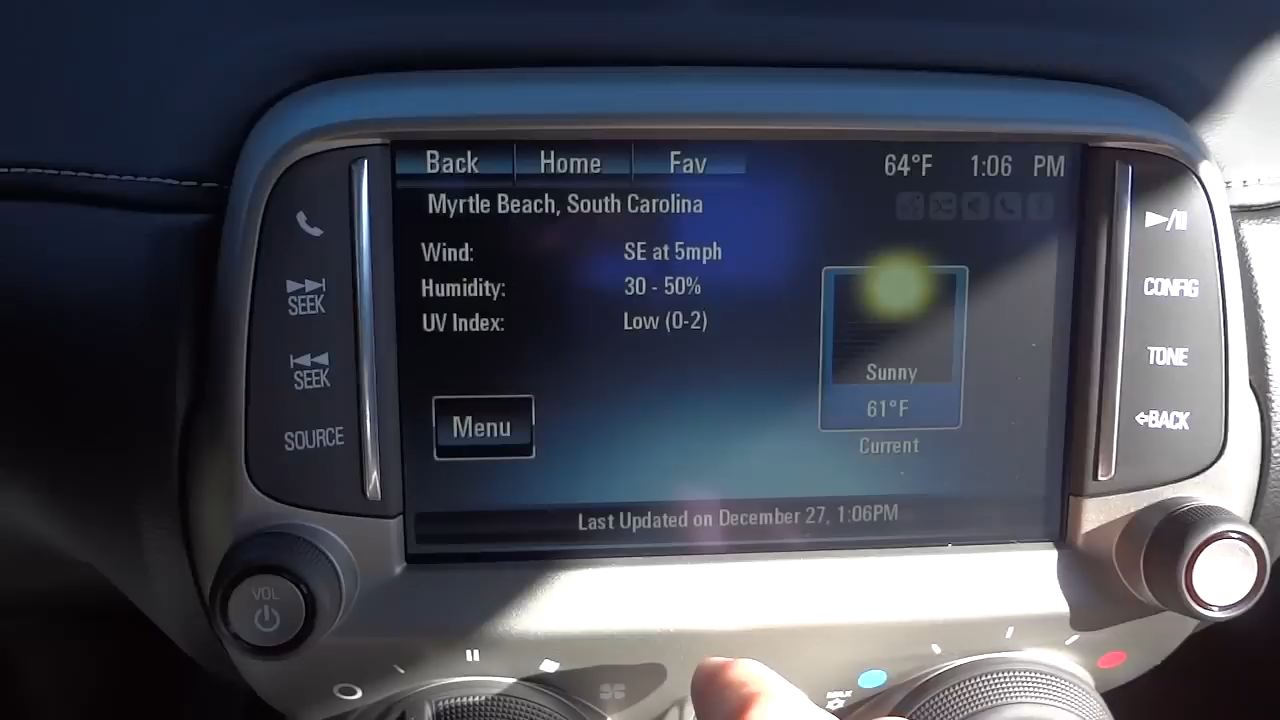 Back Home Fav 64°F 1:06 PM
Myrtle Beach, South Carolina
Wind: SE at 5mph
Humidity: 30 - 50%
UV Index: Low (0-2)
Sunny
61°F
Current
Menu
Last Updated on December 27, 1:06PM
SEEK
SEEK
SOURCE
VOL
CONFIG
TONE
BACK
MAX